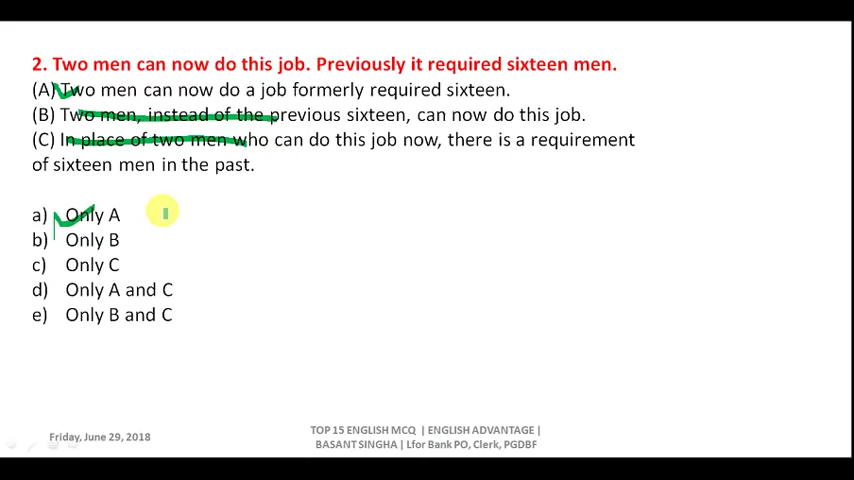 2. Two men can now do this job. Previously it required sixteen men.
(A) Two men can now do a job formerly required sixteen.
(B) Two men, instead of the previous sixteen, can now do this job.
(C) In place of two men who can do this job now, there is a requirement
of sixteen men in the past.
a) Only A
b) Only B
c) Only C
d) Only A and C
e) Only B and C
Friday, June 29, 2018
TOP 15 ENGLISH MCQ | ENGLISH ADVANTAGE |
BASANT SINGHA | Lfor Bank PO, Clerk, PGDBF